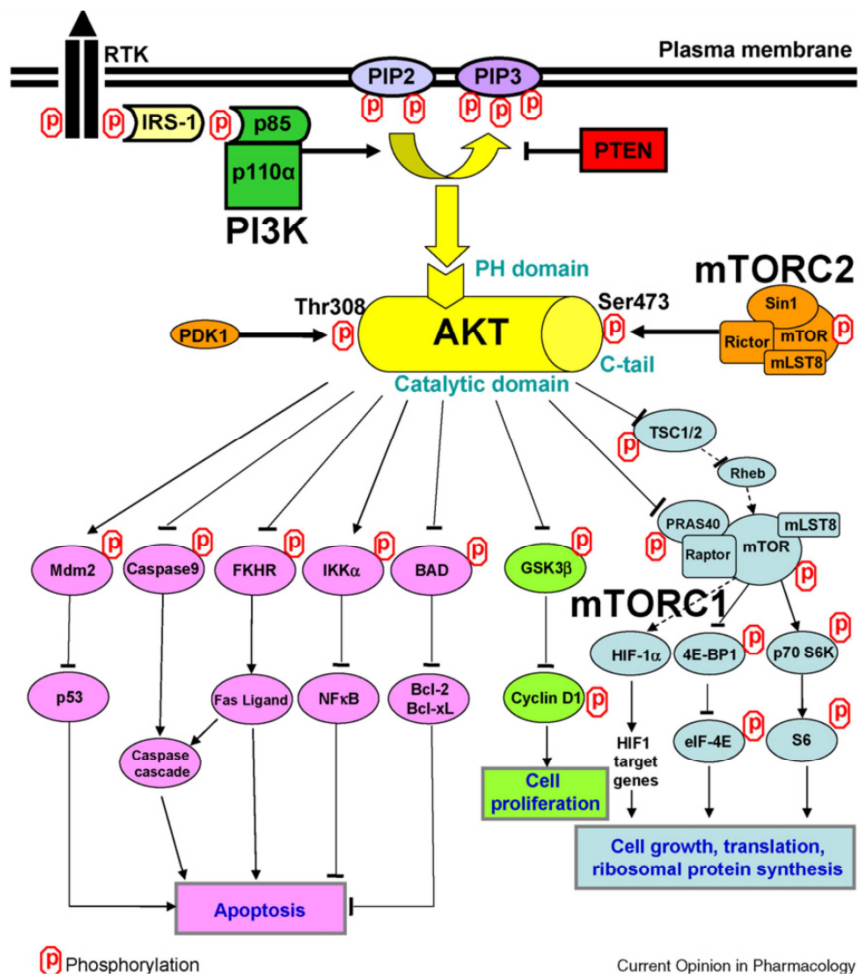 RTK
Plasma membrane
PIP2
PIP3
p
p
p
p
p
p
p
p
IRS-1
p85
p110α
PI3K
PTEN
PH domain
mTORC2
Thr308
Ser473
Sin1
PDK1
p
AKT
p
Rictor
mTOR
p
mLST8
C-tail
Catalytic domain
p
TSC1/2
Rheb
PRAS40
mLST8
p
Raptor
mTOR
p
mTORC1
Mdm2
p
Caspase9
p
FKHR
p
IKKα
p
BAD
p
GSK3β
p
HIF-1α
4E-BP1
p
p70 S6K
p
p53
Fas Ligand
NFκB
Bcl-2
Bcl-xL
Cyclin D1
p
HIF1
target
genes
eIF-4E
p
S6
p
Caspase
cascade
Cell
proliferation
Cell growth, translation,
ribosomal protein synthesis
Apoptosis
p Phosphorylation
Current Opinion in Pharmacology